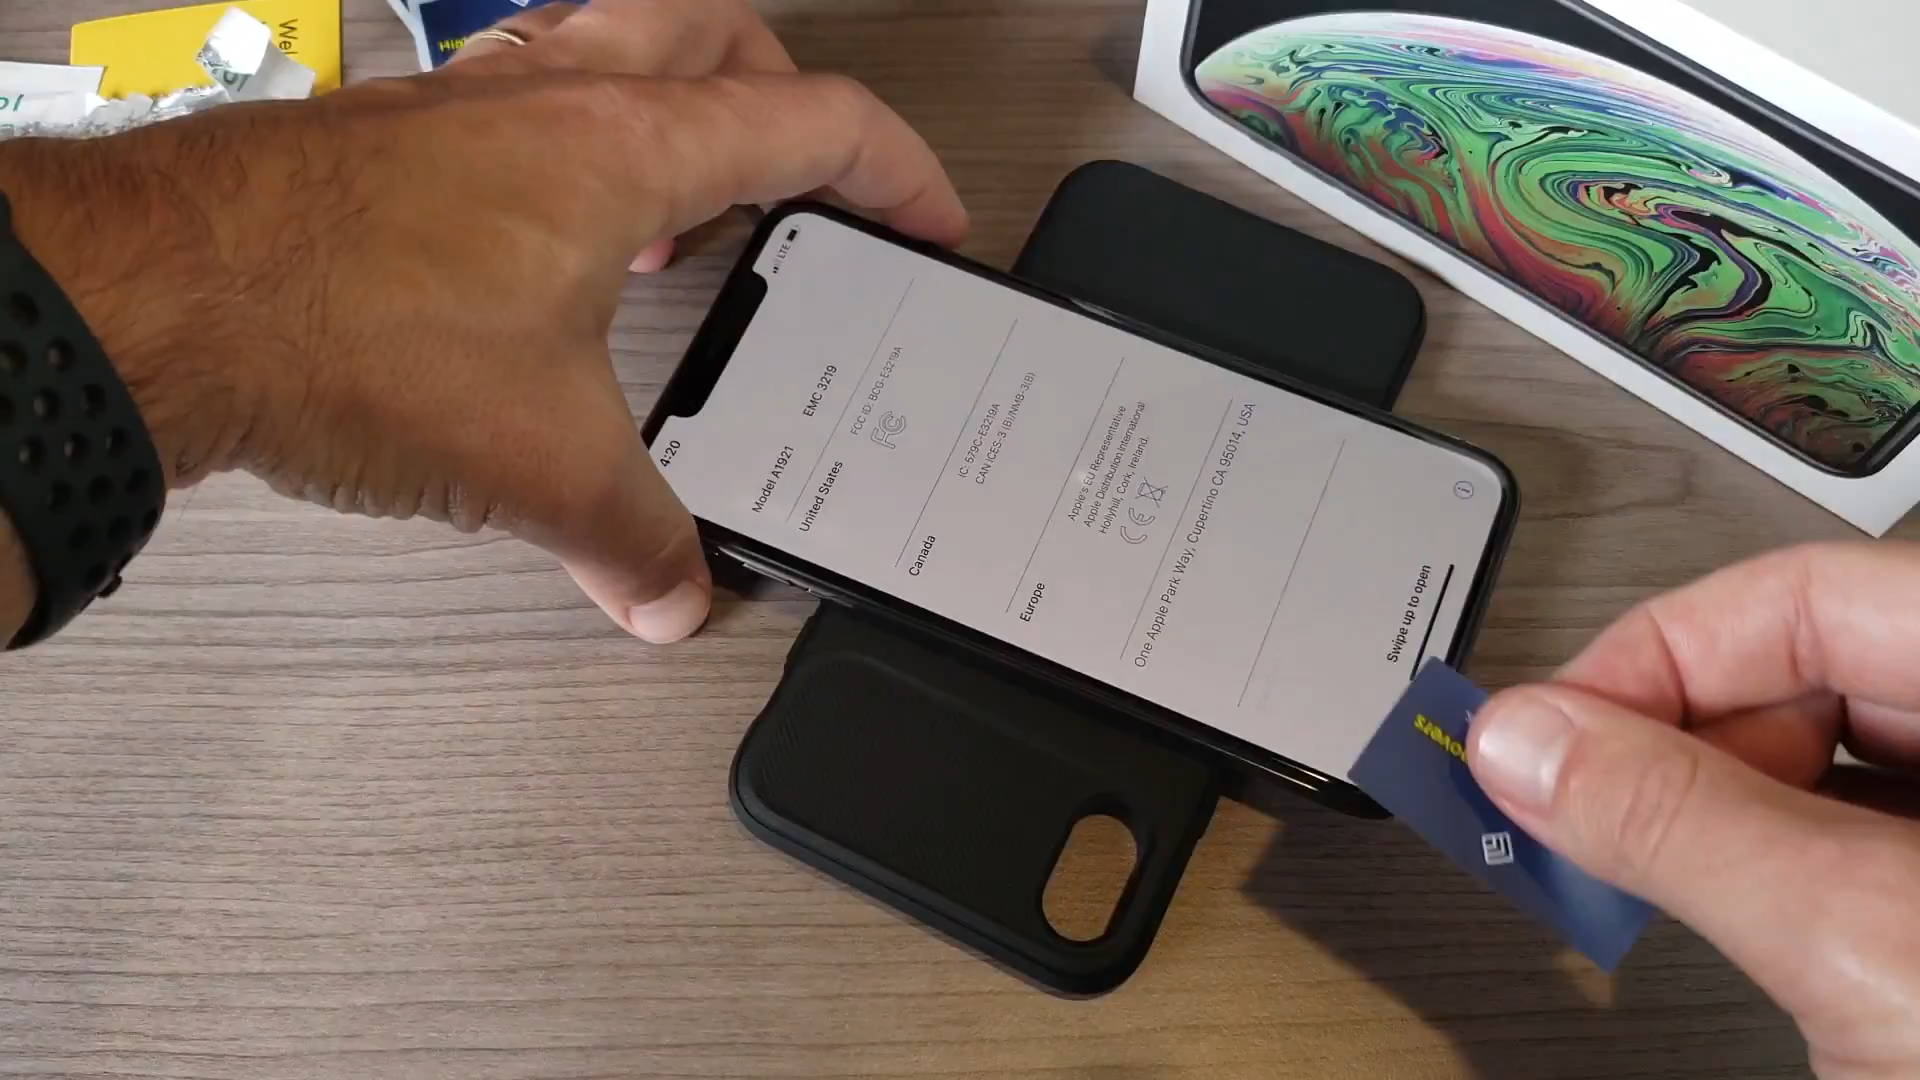 4:20
LTE
Model A1921
EMC 3219
United States
FCC ID: BCG-E3219A
FC
Canada
IC: 579C-E3219A
CAN ICES-3 (B)/NMB-3(B)
Europe
Apple's EU Representative
Apple Distribution International
Hollyhill, Cork, Ireland.
CE
One Apple Park Way, Cupertino CA 95014, USA
Swipe up to open